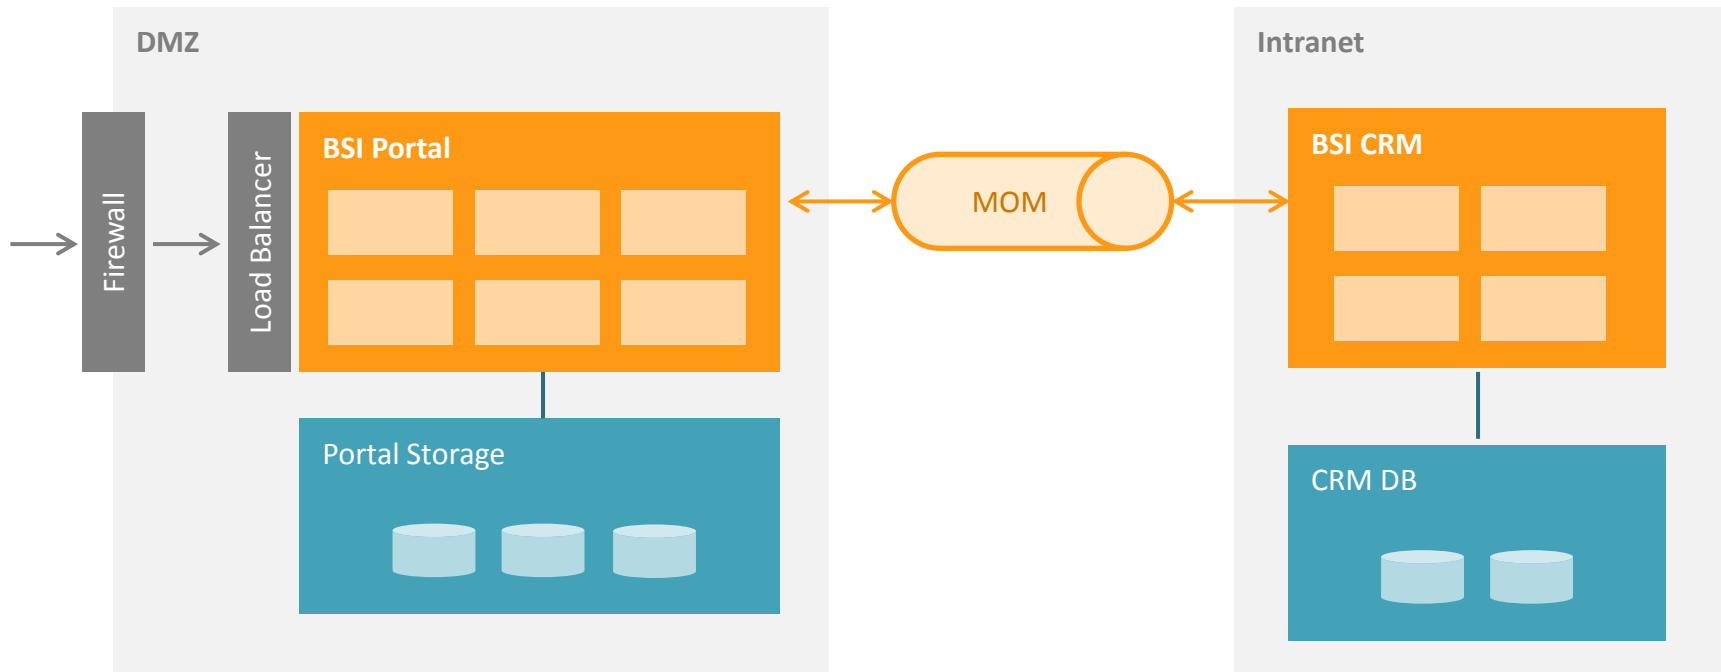 DMZ
Intranet
Firewall
Load Balancer
BSI Portal
MOM
BSI CRM
Portal Storage
CRM DB